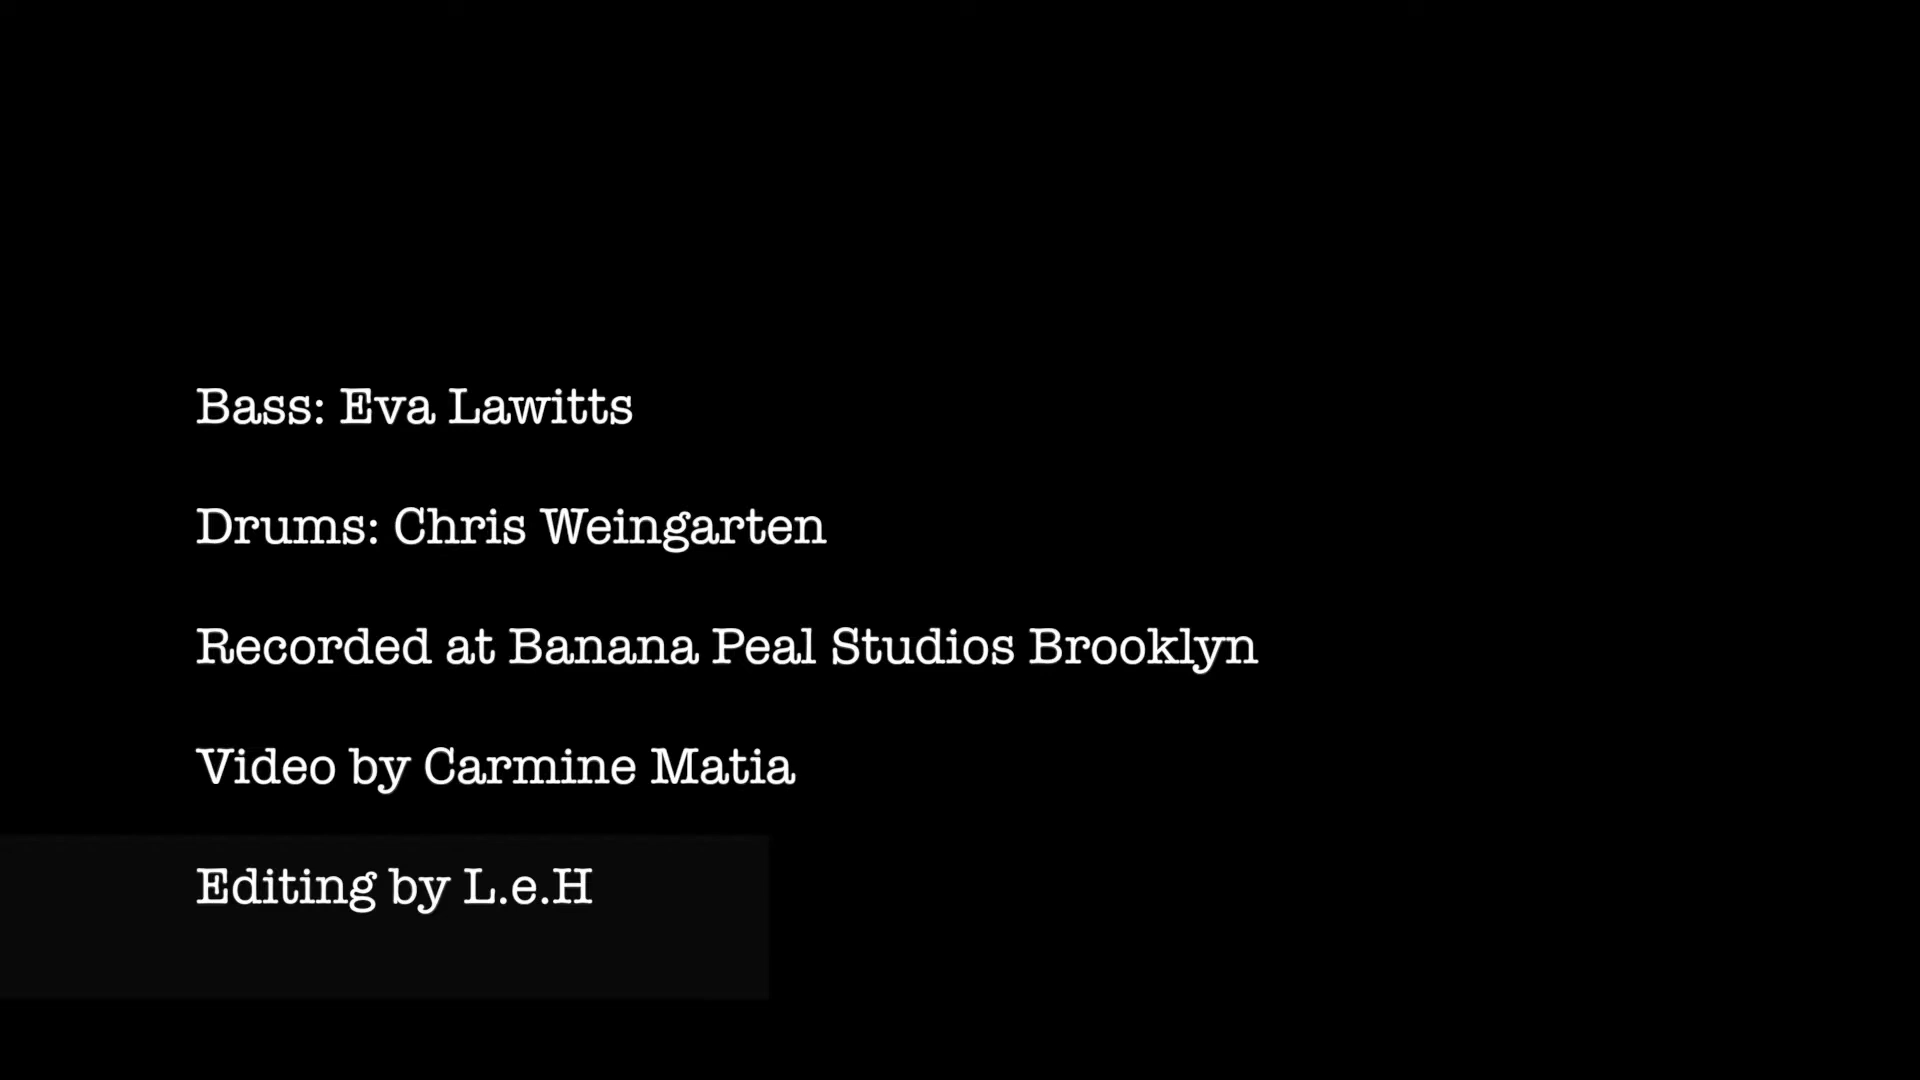 Bass: Eva Lawitts
Drums: Chris Weingarten
Recorded at Banana Peal Studios Brooklyn
Video by Carmine Matia
Editing by L.e.H